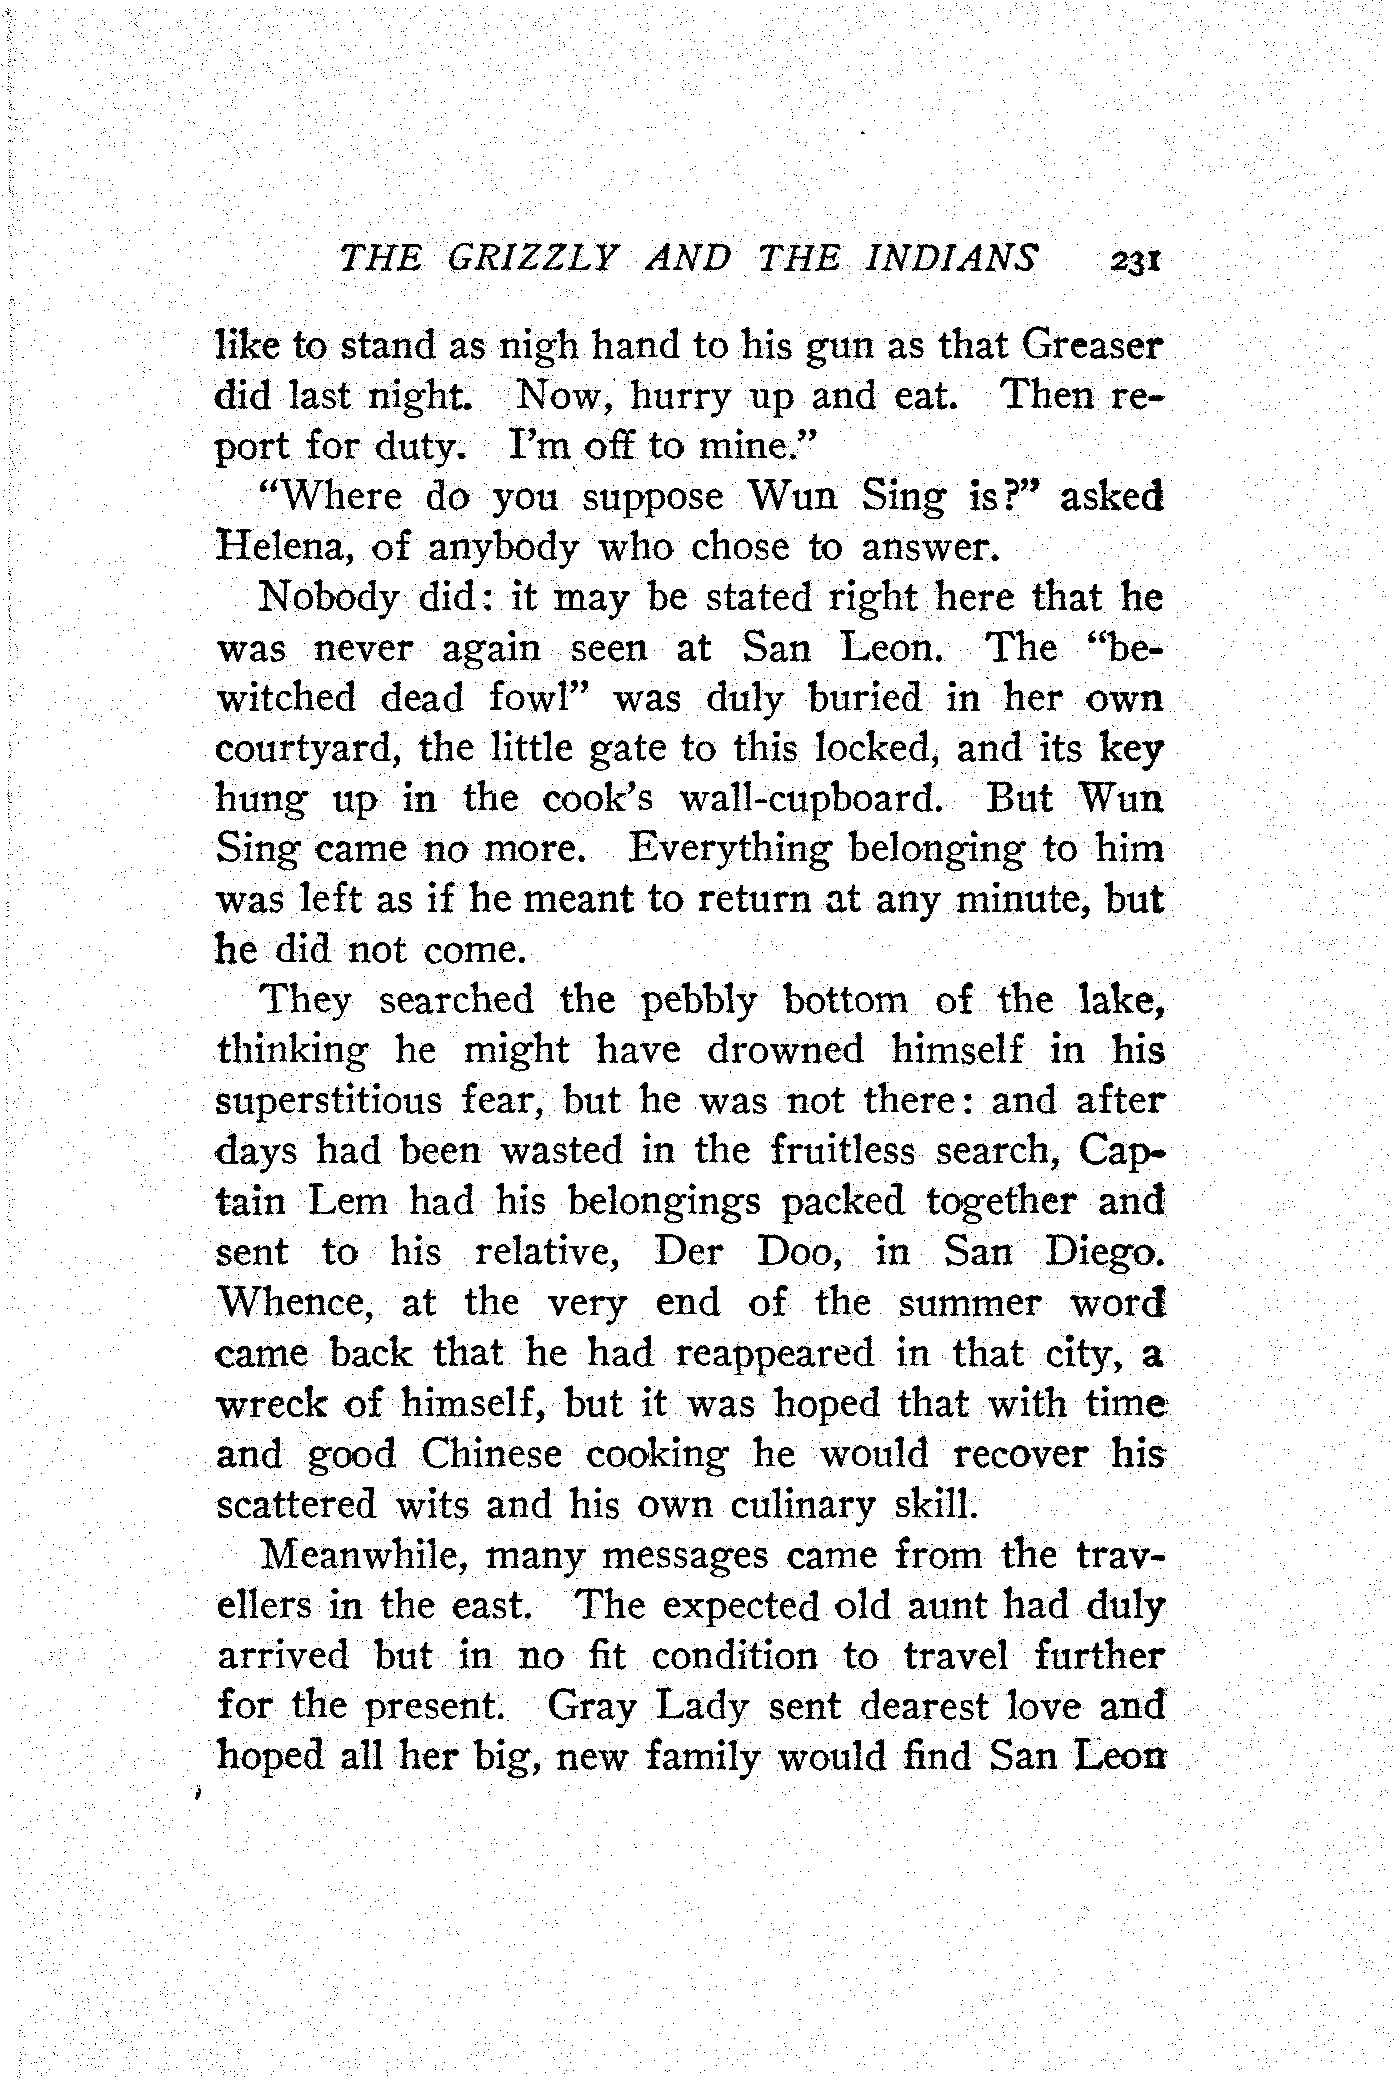 THE GRIZZLY AND THE INDIANS 231
like to stand as nigh hand to his gun as that Greaser
did last night. Now, hurry up and eat. Then re-
port for duty. I'm off to mine."
"Where do you suppose Wun Sing is?" asked
Helena, of anybody who chose to answer.
Nobody did: it may be stated right here that he
was never again seen at San Leon. The "be-
witched dead fowl" was duly buried in her own
courtyard, the little gate to this locked, and its key
hung up in the cook's wall-cupboard. But Wun
Sing came no more. Everything belonging to him
was left as if he meant to return at any minute, but
he did not come.
They searched the pebbly bottom of the lake,
thinking he might have drowned himself in his
superstitious fear, but he was not there: and after
days had been wasted in the fruitless search, Cap-
tain Lem had his belongings packed together and
sent to his relative, Der Doo, in San Diego.
Whence, at the very end of the summer word
came back that he had reappeared in that city, a
wreck of himself, but it was hoped that with time
and good Chinese cooking he would recover his
scattered wits and his own culinary skill.
Meanwhile, many messages came from the trav-
ellers in the east. The expected old aunt had duly
arrived but in no fit condition to travel further
for the present. Gray Lady sent dearest love and
hoped all her big, new family would find San Leon